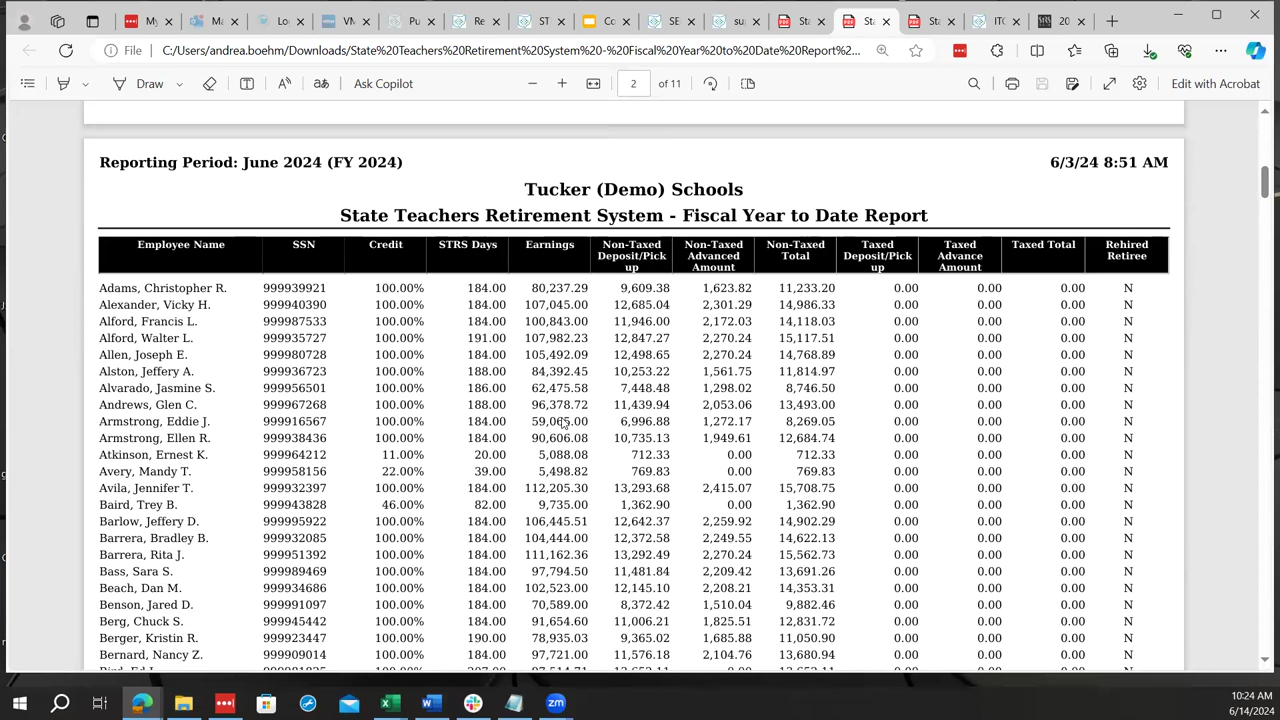 My
Ma
Lo
VM
Pu
Re
ST
Co
SE
su
Sta
Sta
Sta
ITC
20
File
C:/Users/andrea.boehm/Downloads/State%20Teachers%20Retirement%20System%20-%20Fiscal%20Year%20to%20Date%20Report%2...
Draw
aあ
Ask Copilot
2 of 11
Edit with Acrobat
Reporting Period: June 2024 (FY 2024) 6/3/24 8:51 AM
Tucker (Demo) Schools
State Teachers Retirement System - Fiscal Year to Date Report
Employee Name SSN Credit STRS Days Earnings Non-Taxed Deposit/Pick up Non-Taxed Advanced Amount Non-Taxed Total Taxed Deposit/Pick up Taxed Advance Amount Taxed Total Rehired Retiree
Adams, Christopher R. 999939921 100.00% 184.00 80,237.29 9,609.38 1,623.82 11,233.20 0.00 0.00 0.00 N
Alexander, Vicky H. 999940390 100.00% 184.00 107,045.00 12,685.04 2,301.29 14,986.33 0.00 0.00 0.00 N
Alford, Francis L. 999987533 100.00% 184.00 100,843.00 11,946.00 2,172.03 14,118.03 0.00 0.00 0.00 N
Alford, Walter L. 999935727 100.00% 191.00 107,982.23 12,847.27 2,270.24 15,117.51 0.00 0.00 0.00 N
Allen, Joseph E. 999980728 100.00% 184.00 105,492.09 12,498.65 2,270.24 14,768.89 0.00 0.00 0.00 N
Alston, Jeffery A. 999936723 100.00% 188.00 84,392.45 10,253.22 1,561.75 11,814.97 0.00 0.00 0.00 N
Alvarado, Jasmine S. 999956501 100.00% 186.00 62,475.58 7,448.48 1,298.02 8,746.50 0.00 0.00 0.00 N
Andrews, Glen C. 999967268 100.00% 188.00 96,378.72 11,439.94 2,053.06 13,493.00 0.00 0.00 0.00 N
Armstrong, Eddie J. 999916567 100.00% 184.00 6,996.88 1,272.17 8,269.05 0.00 0.00 0.00 N
Armstrong, Ellen R. 999938436 100.00% 184.00 90,606.08 10,735.13 1,949.61 12,684.74 0.00 0.00 0.00 N
Atkinson, Ernest K. 999964212 11.00% 20.00 5,088.08 712.33 0.00 712.33 0.00 0.00 0.00 N
Avery, Mandy T. 999958156 22.00% 39.00 5,498.82 769.83 0.00 769.83 0.00 0.00 0.00 N
Avila, Jennifer T. 999932397 100.00% 184.00 112,205.30 13,293.68 2,415.07 15,708.75 0.00 0.00 0.00 N
Baird, Trey B. 999943828 46.00% 82.00 9,735.00 1,362.90 0.00 1,362.90 0.00 0.00 0.00 N
Barlow, Jeffery D. 999995922 100.00% 184.00 106,445.51 12,642.37 2,259.92 14,902.29 0.00 0.00 0.00 N
Barrera, Bradley B. 999932085 100.00% 184.00 104,444.00 12,372.58 2,249.55 14,622.13 0.00 0.00 0.00 N
Barrera, Rita J. 999951392 100.00% 184.00 111,162.36 13,292.49 2,270.24 15,562.73 0.00 0.00 0.00 N
Bass, Sara S. 999989469 100.00% 184.00 97,794.50 11,481.84 2,209.42 13,691.26 0.00 0.00 0.00 N
Beach, Dan M. 999934686 100.00% 184.00 102,523.00 12,145.10 2,208.21 14,353.31 0.00 0.00 0.00 N
Benson, Jared D. 999991097 100.00% 184.00 70,589.00 8,372.42 1,510.04 9,882.46 0.00 0.00 0.00 N
Berg, Chuck S. 999945442 100.00% 184.00 91,654.60 11,006.21 1,825.51 12,831.72 0.00 0.00 0.00 N
Berger, Kristin R. 999923447 100.00% 190.00 78,935.03 9,365.02 1,685.88 11,050.90 0.00 0.00 0.00 N
Bernard, Nancy Z. 999909014 100.00% 184.00 97,721.00 11,576.18 2,104.76 13,680.94 0.00 0.00 0.00 N
10:24 AM
6/14/2024